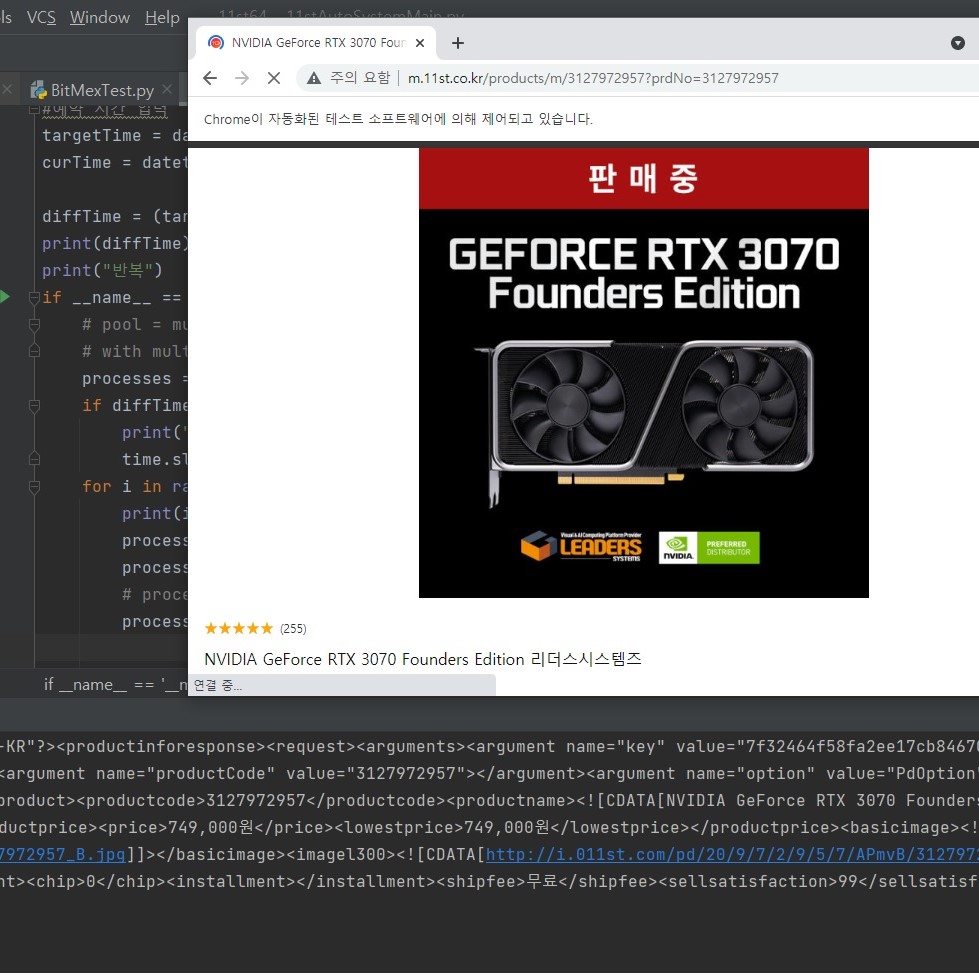 ls VCS Window Help
11st64 11stAutoSystemMain.py
NVIDIA GeForce RTX 3070 Foun
주의 요함 | m.11st.co.kr/products/m/3127972957?prdNo=3127972957
BitMexTest.py
Chrome이 자동화된 테스트 소프트웨어에 의해 제어되고 있습니다.
#예약 시간 입력
targetTime = da
curTime = datet
diffTime = (tar
print(diffTime)
print("반복")
if __name__ ==
# pool = mu
# with mult
processes =
if diffTime
print("
time.sl
for i in ra
print(i
process
process
# proce
process
if __name__ == '__m
판매중
GEFORCE RTX 3070
Founders Edition
Visual & AI Computing Platform Provider
LEADERS
SYSTEMS
NVIDIA.
PREFERRED
DISTRIBUTOR
(255)
NVIDIA GeForce RTX 3070 Founders Edition 리더스시스템즈
연결 중...
-KR"?><productinforesponse><request><arguments><argument name="key" value="7f32464f58fa2ee17cb84670
<argument name="productCode" value="3127972957"></argument><argument name="option" value="PdOption"
product><productcode>3127972957</productcode><productname><![CDATA[NVIDIA GeForce RTX 3070 Founders
ductprice><price>749,000원</price><lowestprice>749,000원</lowestprice></productprice><basicimage><!
7972957_B.jpg]]></basicimage><imagel300><![CDATA[http://i.011st.com/pd/20/9/7/2/9/5/7/APmvB/3127972
nt><chip>0</chip><installment></installment><shipfee>무료</shipfee><sellsatisfaction>99</sellsatisf